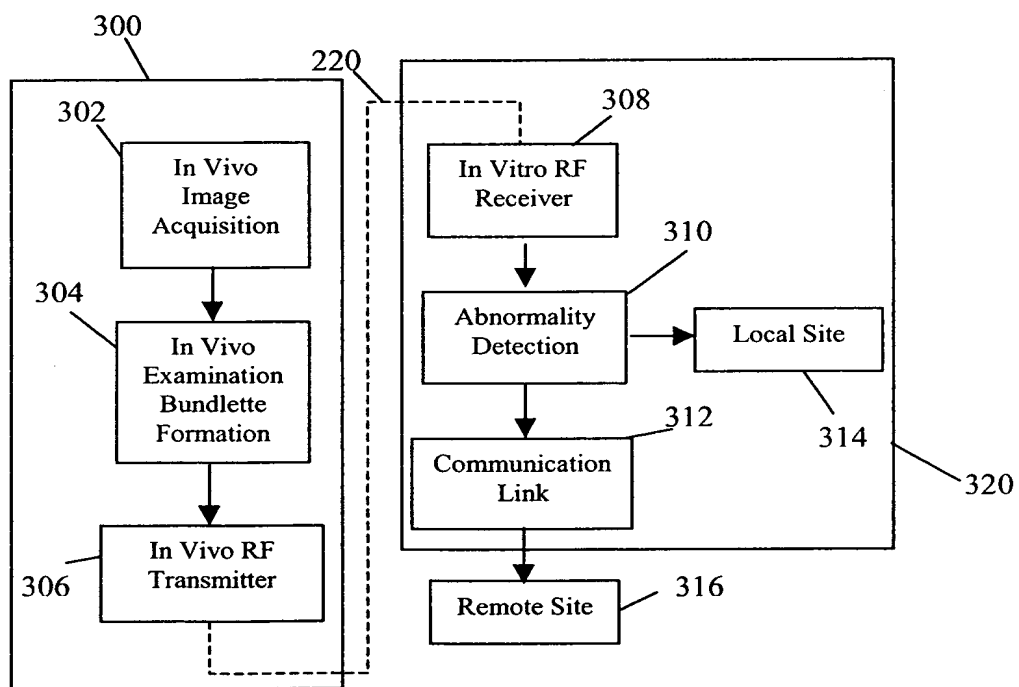 300
302
In Vivo
Image
Acquisition
304
In Vivo
Examination
Bundlette
Formation
306
In Vivo RF
Transmitter
220
308
In Vitro RF
Receiver
310
Abnormality
Detection
Local Site
314
312
Communication
Link
320
Remote Site
316